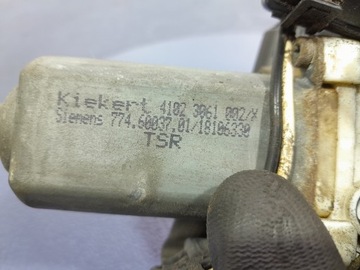 Kiekert 4102 3061 002/X
Siemens 774.60037.01/18106330
TSR